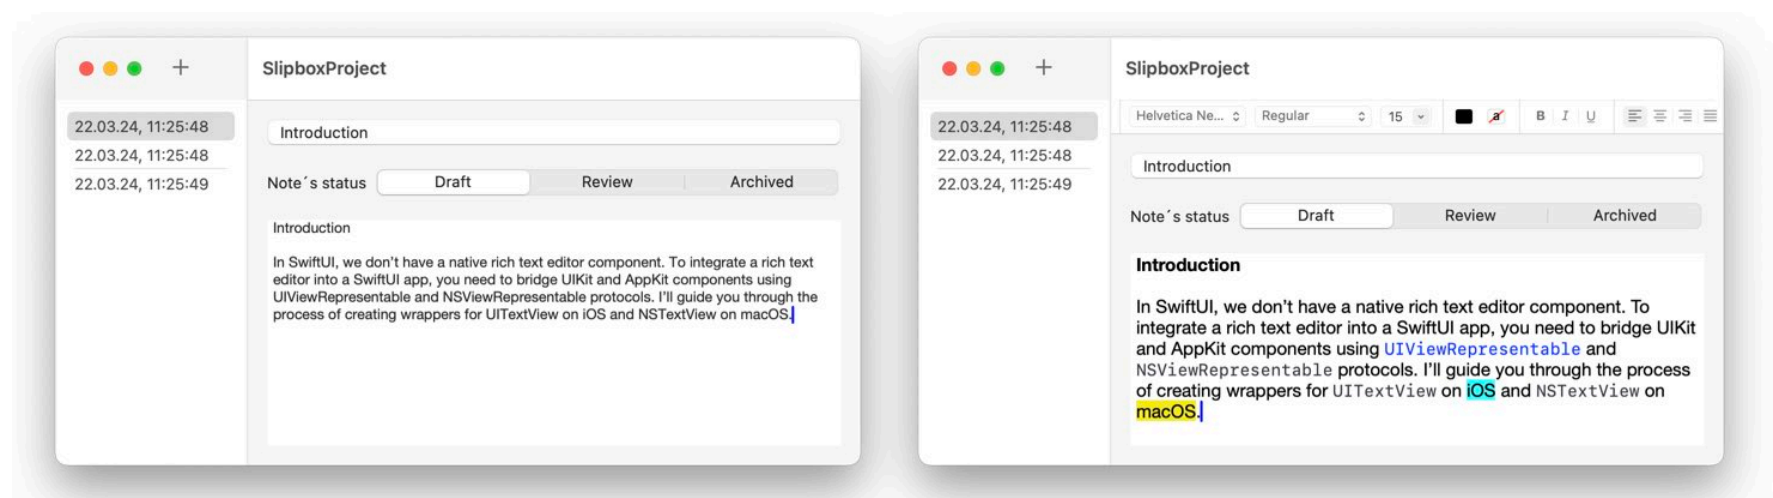 SlipboxProject
22.03.24, 11:25:48
22.03.24, 11:25:48
22.03.24, 11:25:49
Introduction
Note´s status Draft Review Archived
Introduction
In SwiftUI, we don’t have a native rich text editor component. To integrate a rich text
editor into a SwiftUI app, you need to bridge UIKit and AppKit components using
UIViewRepresentable and NSViewRepresentable protocols. I’ll guide you through the
process of creating wrappers for UITextView on iOS and NSTextView on macOS.
SlipboxProject
Helvetica Ne... Regular 15 a B I U
22.03.24, 11:25:48
22.03.24, 11:25:48
22.03.24, 11:25:49
Introduction
Note´s status Draft Review Archived
Introduction
In SwiftUI, we don’t have a native rich text editor component. To
integrate a rich text editor into a SwiftUI app, you need to bridge UIKit
and AppKit components using UIViewRepresentable and
NSViewRepresentable protocols. I’ll guide you through the process
of creating wrappers for UITextView on iOS and NSTextView on
macOS.